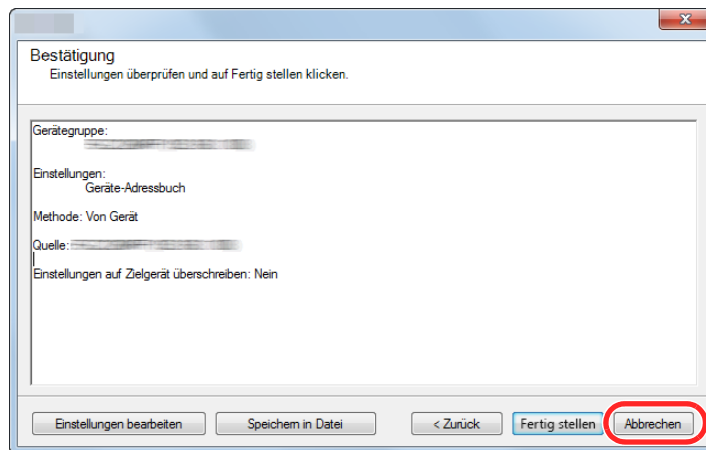 Bestätigung
Einstellungen überprüfen und auf Fertig stellen klicken.
Gerätegruppe:
Einstellungen:
Geräte-Adressbuch
Methode: Von Gerät
Quelle:
Einstellungen auf Zielgerät überschreiben: Nein
Einstellungen bearbeiten
Speichern in Datei
< Zurück
Fertig stellen
Abbrechen